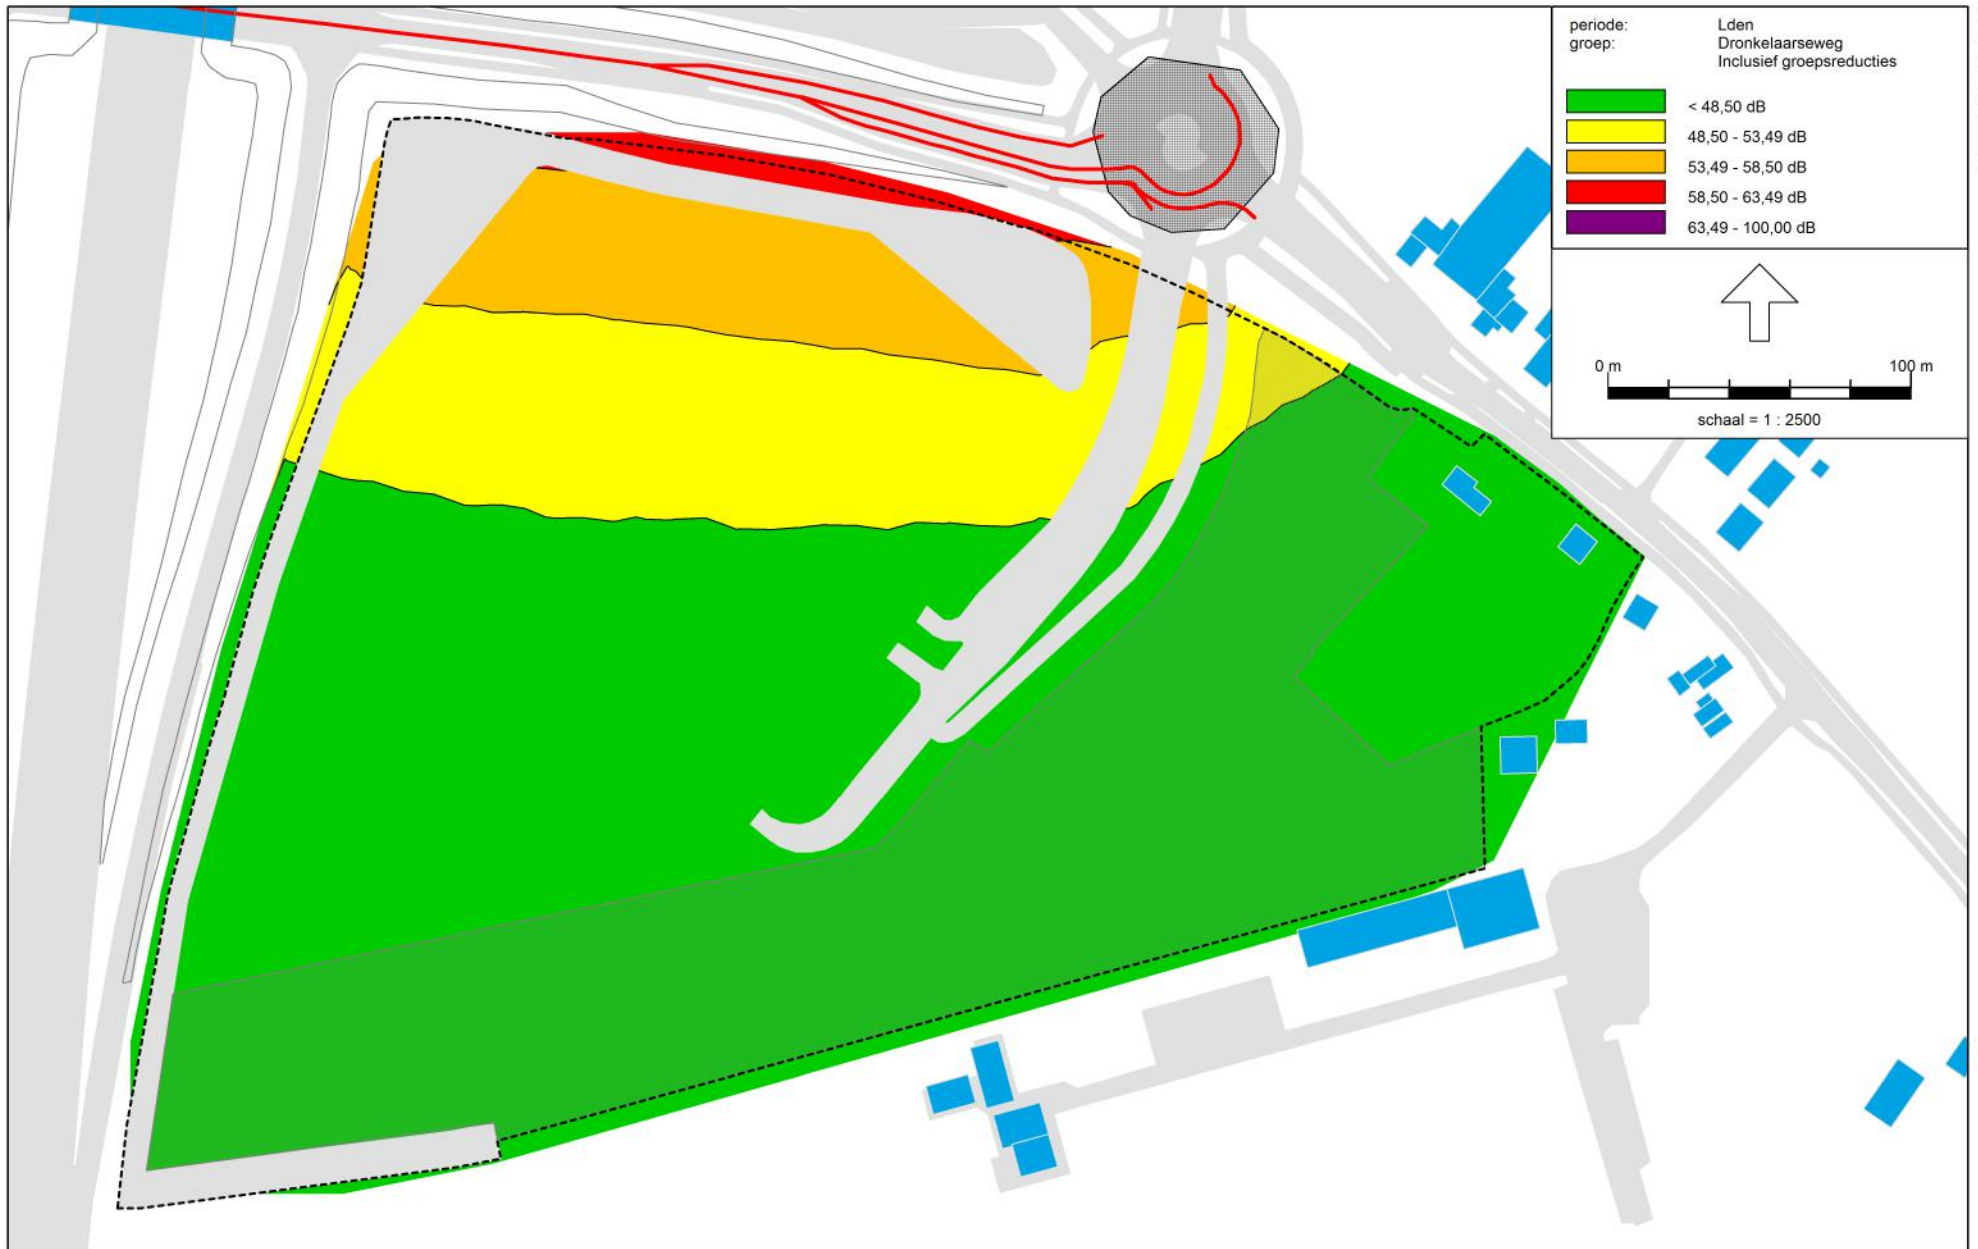 periode: Lden
groep: Dronkelaarseweg
Inclusief groepsreducties
< 48,50 dB
48,50 - 53,49 dB
53,49 - 58,50 dB
58,50 - 63,49 dB
63,49 - 100,00 dB
0 m 100 m
schaal = 1 : 2500